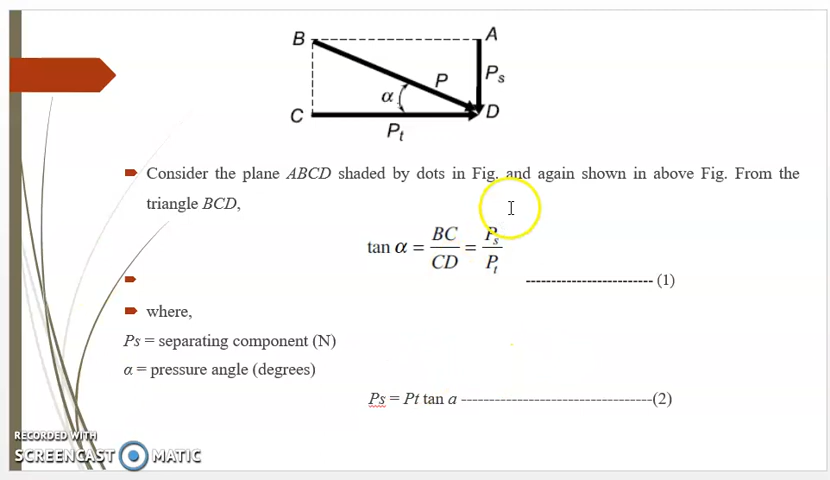 B
A
P
Ps
α
C
D
Pt
Consider the plane ABCD shaded by dots in Fig. and again shown in above Fig. From the
triangle BCD,
tan α = BC/CD = Ps/Pt
------------------------ (1)
where,
Ps = separating component (N)
α = pressure angle (degrees)
Ps = Pt tan a ------------------------------------(2)
RECORDED WITH
SCREENCAST MATIC